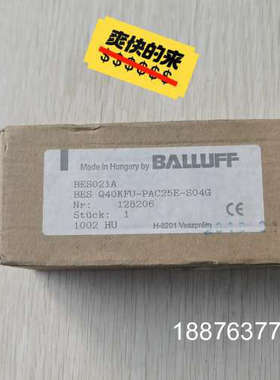 爽快的来
$$$$$$
Made in Hungary by BALLUFF
BES021A
BES Q40KFU-PAC25E-S04G
Nr: 128206
Stück: 1
1002 HU
CE
H-8201 Veszprém
18876377